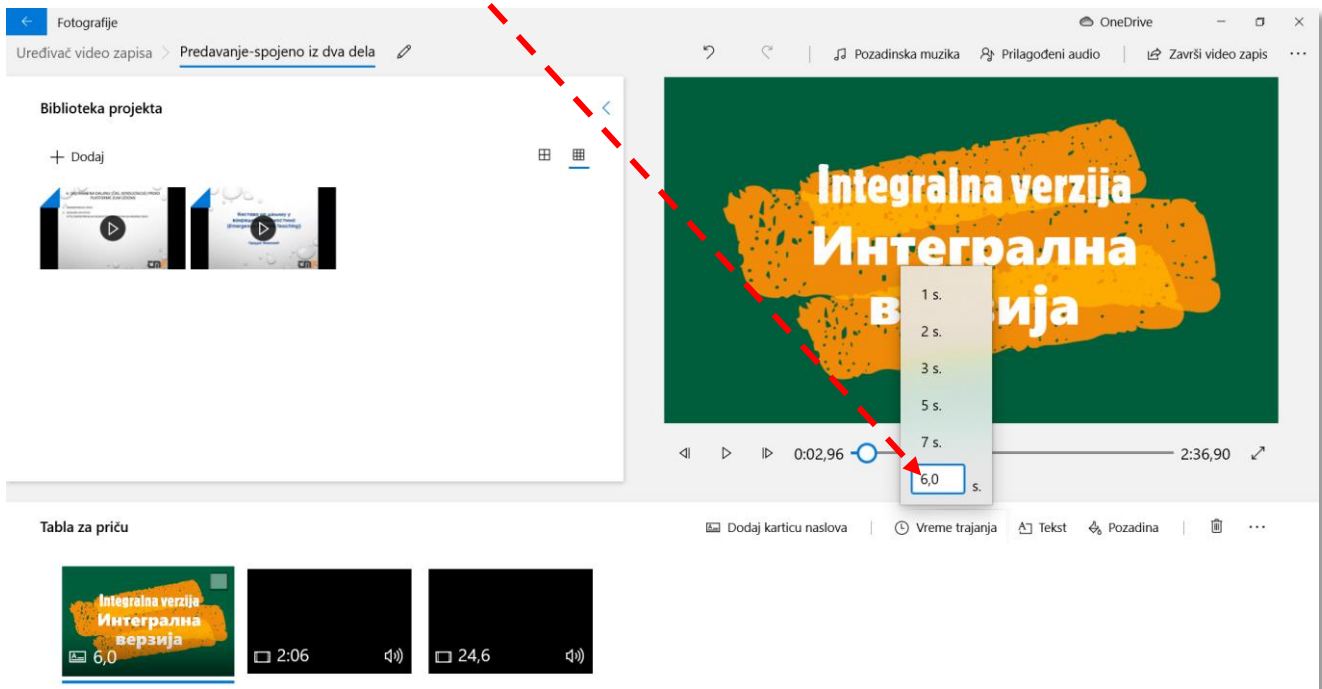 Fotografije
OneDrive
Uređivač video zapisa > Predavanje-spojeno iz dva dela
Pozadinska muzika Prilagođeni audio Završi video zapis ...
Biblioteka projekta
+ Dodaj
Integralna verzija
Интегрална
1 s.
2 s.
3 s.
5 s.
7 s.
6,0 s.
0:02,96
2:36,90
Tabla za priču
Dodaj karticu naslova Vreme trajanja Tekst Pozadina ...
Integralna verzija
Интегрална
верзија
6,0
2:06
24,6